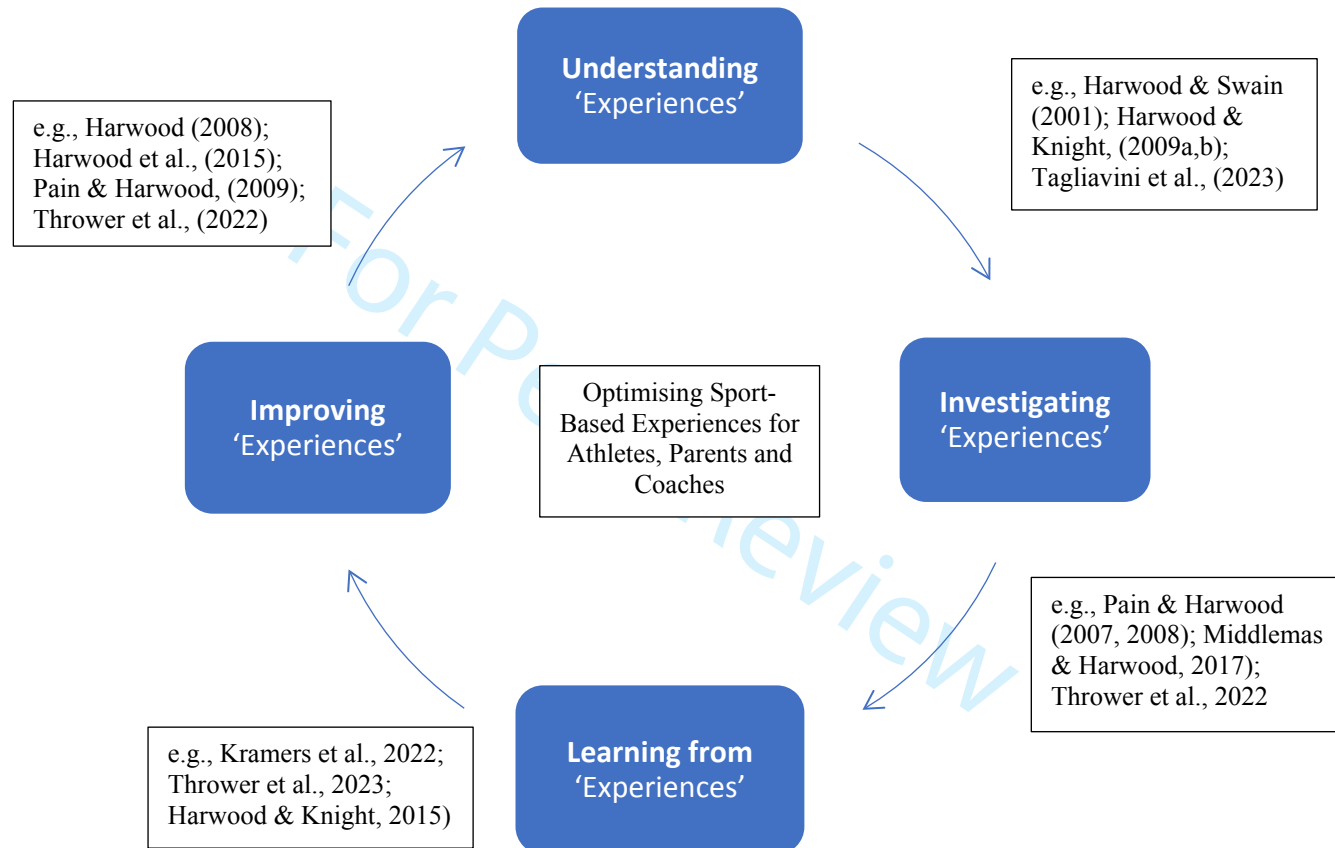 Understanding
‘Experiences’
e.g., Harwood (2008);
Harwood et al., (2015);
Pain & Harwood, (2009);
Thrower et al., (2022)
e.g., Harwood & Swain
(2001); Harwood &
Knight, (2009a,b);
Tagliavini et al., (2023)
Improving
‘Experiences’
Optimising Sport-
Based Experiences for
Athletes, Parents and
Coaches
Investigating
‘Experiences’
e.g., Pain & Harwood
(2007, 2008); Middlemas
& Harwood, 2017);
Thrower et al., 2022
e.g., Kramers et al., 2022;
Thrower et al., 2023;
Harwood & Knight, 2015)
Learning from
‘Experiences’
For Pe
eview